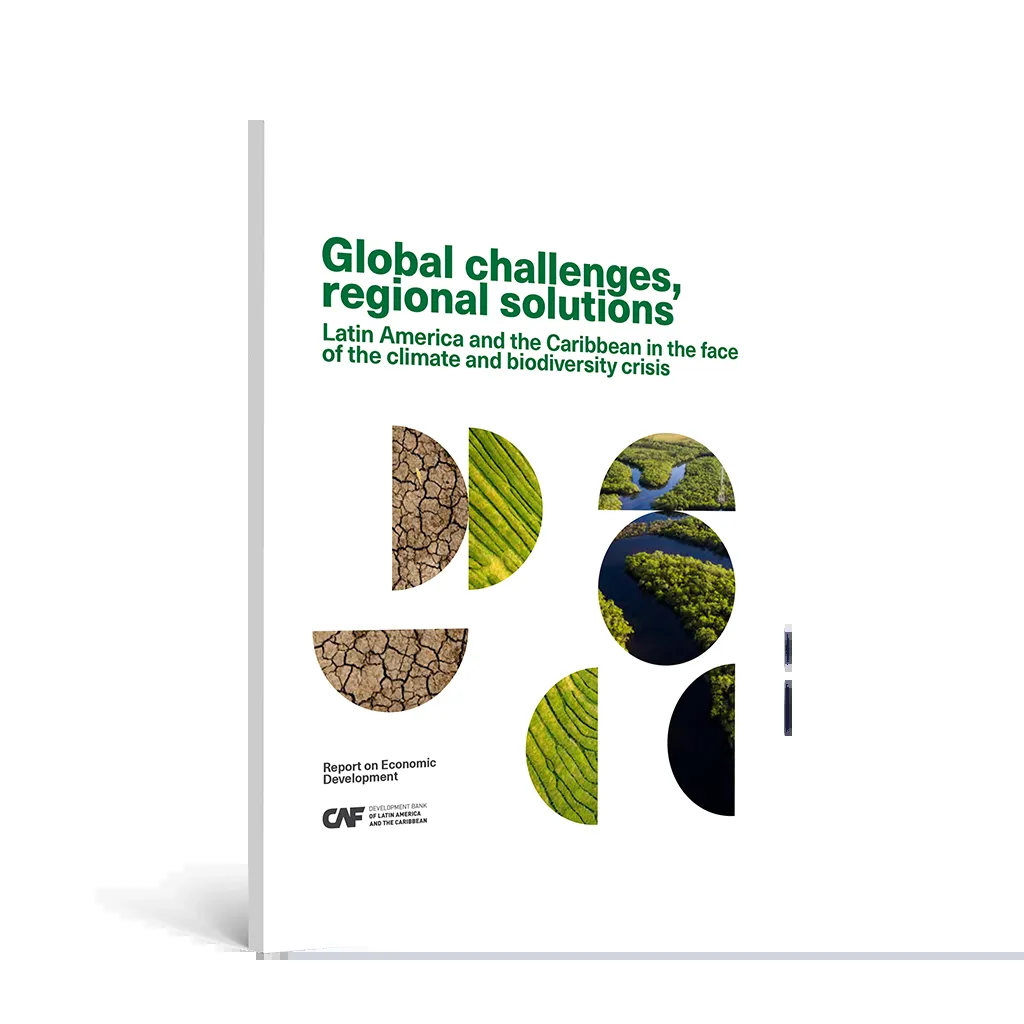 Global challenges,
regional solutions
Latin America and the Caribbean in the face
of the climate and biodiversity crisis
Report on Economic
Development
CAF
DEVELOPMENT BANK
OF LATIN AMERICA
AND THE CARIBBEAN